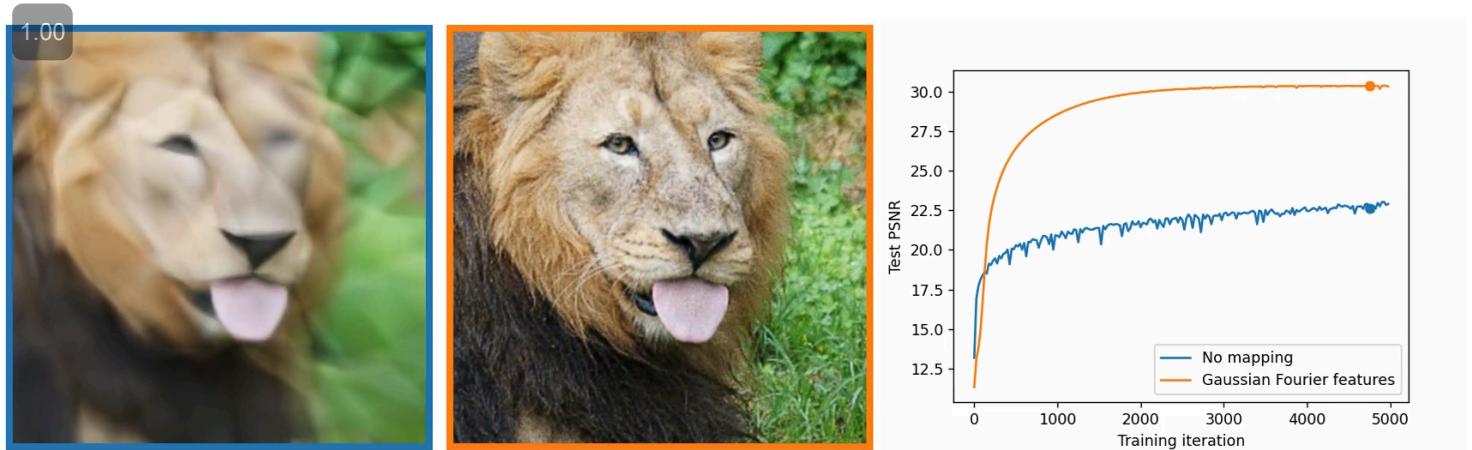 1.00
30.0
27.5
25.0
22.5
20.0
17.5
15.0
12.5
Test PSNR
No mapping
Gaussian Fourier features
0 1000 2000 3000 4000 5000
Training iteration